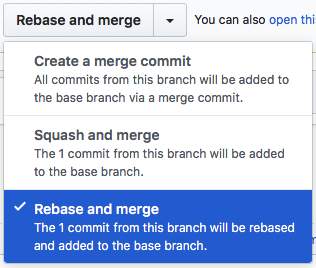 Rebase and merge
You can also open this
Create a merge commit
All commits from this branch will be added
to the base branch via a merge commit.
Squash and merge
The 1 commit from this branch will be added
to the base branch.
Rebase and merge
The 1 commit from this branch will be rebased
and added to the base branch.